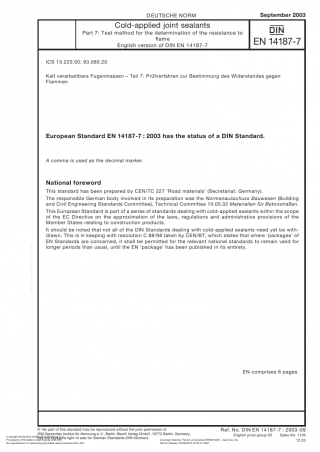 DEUTSCHE NORM
September 2003
Cold-applied joint sealants
Part 7: Test method for the determination of the resistance to
flame
English version of DIN EN 14187-7
DIN
EN 14187-7
ICS 13.220.50; 93.080.20
Kalt verarbeitbare Fugenmassen – Teil 7: Prüfverfahren zur Bestimmung des Widerstandes gegen
Flammen
European Standard EN 14187-7 : 2003 has the status of a DIN Standard.
A comma is used as the decimal marker.
National foreword
This standard has been prepared by CEN/TC 227 'Road materials' (Secretariat: Germany).
The responsible German body involved in its preparation was the Normenausschuss Bauwesen (Building
and Civil Engineering Standards Committee), Technical Committee 10.05.02 Materialien für Betonstraßen.
This European Standard is part of a series of standards dealing with cold-applied sealants within the scope
of the EC Directive on the approximation of the laws, regulations and administrative provisions of the
Member States relating to construction products.
It should be noted that not all of the DIN Standards dealing with cold-applied sealants need yet be with-
drawn. This is in keeping with resolution C 88/98 taken by CEN/BT, which states that where 'packages' of
EN Standards are concerned, it shall be permitted for the relevant national standards to remain valid for
longer periods than usual, until the EN 'package' has been published in its entirety.
EN comprises 6 pages.
© No part of this standard may be reproduced without the prior permission of
DIN Deutsches Institut für Normung e.V., Berlin. Beuth Verlag GmbH, 10772 Berlin, Germany,
has the exclusive right of sale for German Standards (DIN-Normen).
Ref. No. DIN EN 14187-7 : 2003-09
English price group 06 Sales No. 1106
12.03